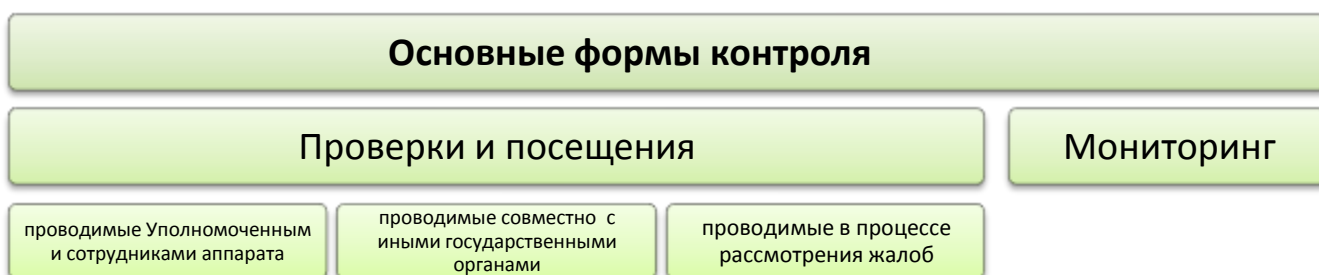 Основные формы контроля
Проверки и посещения
Мониторинг
проводимые Уполномоченным
и сотрудниками аппарата
проводимые совместно с
иными государственными
органами
проводимые в процессе
рассмотрения жалоб